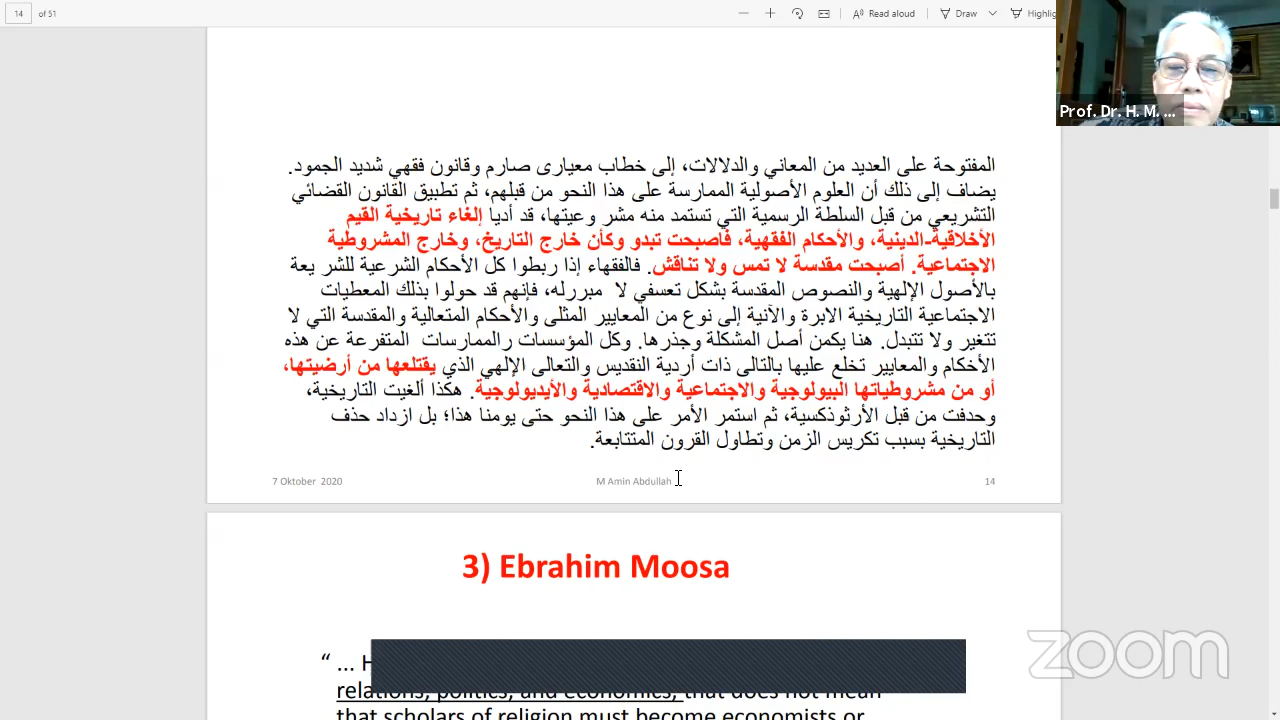 14 of 51
Read aloud
Draw
Prof. Dr. H. M. ...
المفتوحة على العديد من المعاني والدلالات، إلى خطاب معيارى صارم وقانون فقهي شديد الجمود.
يضاف إلى ذلك أن العلوم الأصولية الممارسة على هذا النحو من قبلهم، ثم تطبيق القانون القضائي
التشريعي من قبل السلطة الرسمية التي تستمد منه مشر وعيتها، قد أديا إلغاء تاريخية القيم
الأخلاقية-الدينية، والأحكام الفقهية، فاصبحت تبدو وكأن خارج التاريخ، وخارج المشروطية
الاجتماعية. أصبحت مقدسة لا تمس ولا تناقش. فالفقهاء إذا ربطوا كل الأحكام الشرعية للشر يعة
بالأصول الإلهية والنصوص المقدسة بشكل تعسفي لا مبررله، فإنهم قد حولوا بذلك المعطيات
الاجتماعية التاريخية الابرة والآنية إلى نوع من المعايير المثلى والأحكام المتعالية والمقدسة التي لا
تتغير ولا تتبدل. هنا يكمن أصل المشكلة وجذرها. وكل المؤسسات رالممارسات المتفرعة عن هذه
الأخكام والمعايير تخلع عليها بالتالى ذات أردية التقديس والتعالى الإلهي الذي يقتلعها من أرضيتها،
أو من مشروطياتها البيولوجية والاجتماعية والاقتصادية والأيديولوجية. هكذا ألغيت التاريخية،
وحدفت من قبل الأرثوذكسية، ثم استمر الأمر على هذا النحو حتى يومنا هذا؛ بل ازداد حذف
التاريخية بسبب تكريس الزمن وتطاول القرون المتتابعة.
7 Oktober 2020
M Amin Abdullah
14
3) Ebrahim Moosa
“ ...
relations, politics, and economics, that does not mean
that scholars of religion must become economists or
zoom